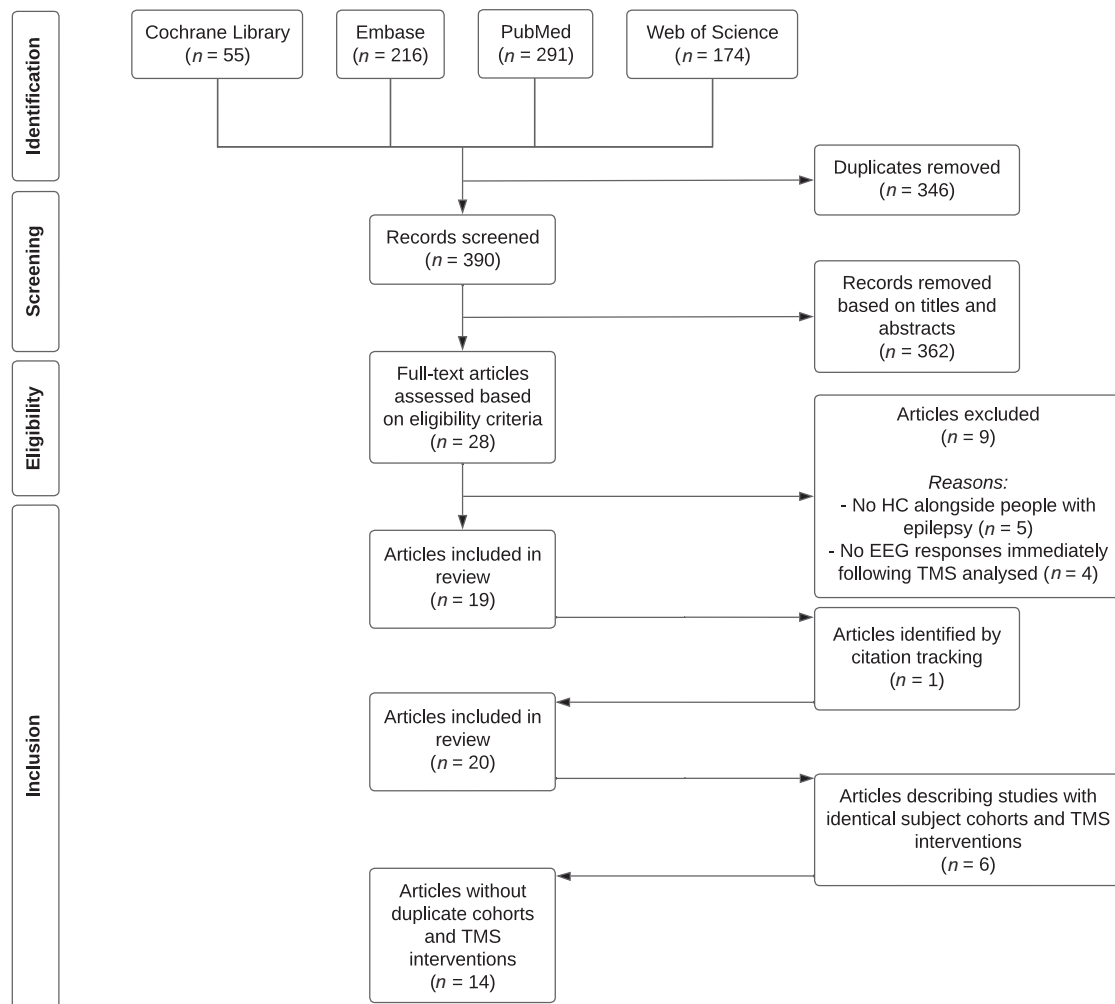 Identification
Cochrane Library
(n = 55)
Embase
(n = 216)
PubMed
(n = 291)
Web of Science
(n = 174)
Duplicates removed
(n = 346)
Screening
Records screened
(n = 390)
Records removed
based on titles and
abstracts
(n = 362)
Eligibility
Full-text articles
assessed based
on eligibility criteria
(n = 28)
Articles excluded
(n = 9)
Reasons:
- No HC alongside people with
epilepsy (n = 5)
- No EEG responses immediately
following TMS analysed (n = 4)
Inclusion
Articles included in
review
(n = 19)
Articles identified by
citation tracking
(n = 1)
Articles included in
review
(n = 20)
Articles describing studies with
identical subject cohorts and TMS
interventions
(n = 6)
Articles without
duplicate cohorts
and TMS
interventions
(n = 14)